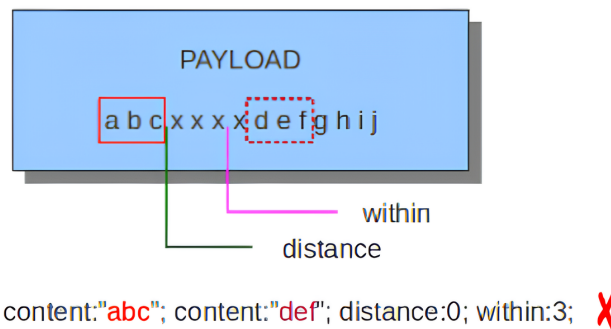 PAYLOAD
a b c x x x x d e f g h i j
within
distance
content:"abc"; content:"def"; distance:0; within:3; X